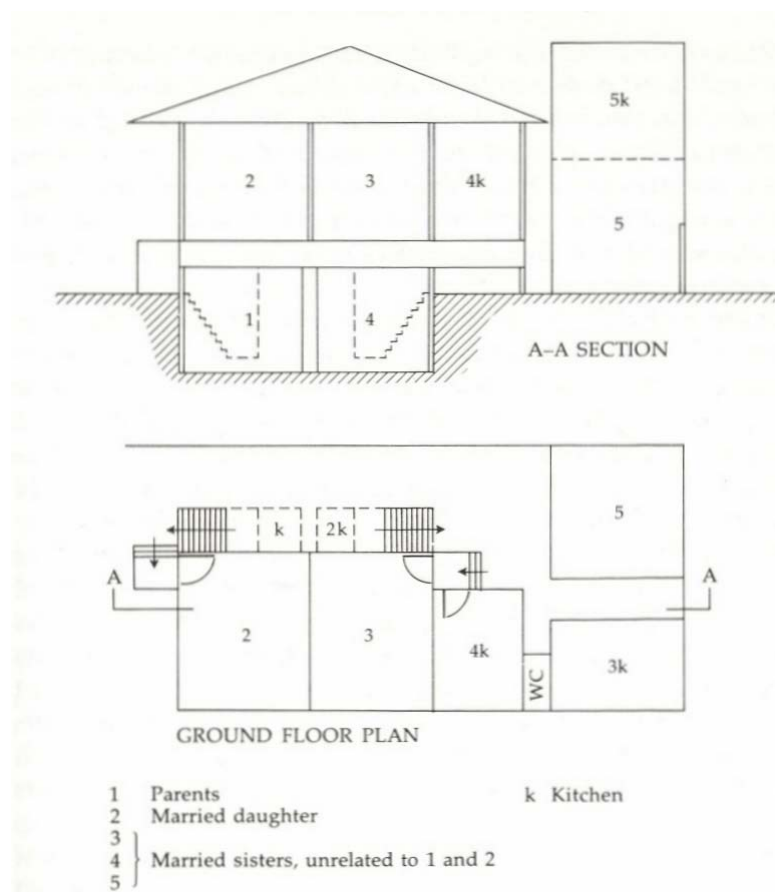 5k
2 3 4k
5
1 4
A–A SECTION
5
k 2k
A A
2 3
4k 3k
WC
GROUND FLOOR PLAN
1 Parents k Kitchen
2 Married daughter
3
4 Married sisters, unrelated to 1 and 2
5